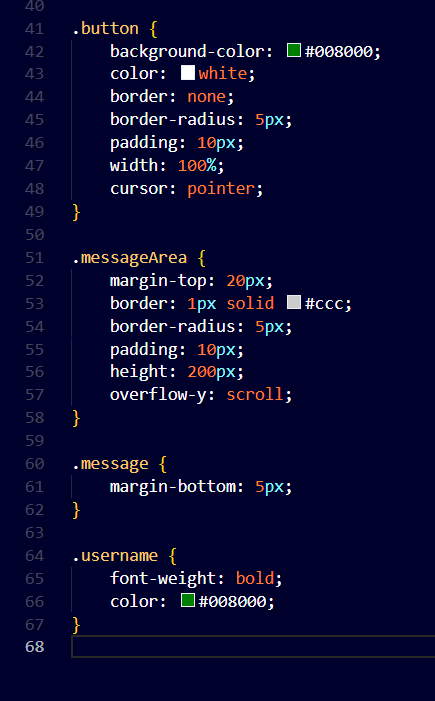 40
41 .button {
42     background-color: #008000;
43     color: white;
44     border: none;
45     border-radius: 5px;
46     padding: 10px;
47     width: 100%;
48     cursor: pointer;
49 }
50
51 .messageArea {
52     margin-top: 20px;
53     border: 1px solid #ccc;
54     border-radius: 5px;
55     padding: 10px;
56     height: 200px;
57     overflow-y: scroll;
58 }
59
60 .message {
61     margin-bottom: 5px;
62 }
63
64 .username {
65     font-weight: bold;
66     color: #008000;
67 }
68